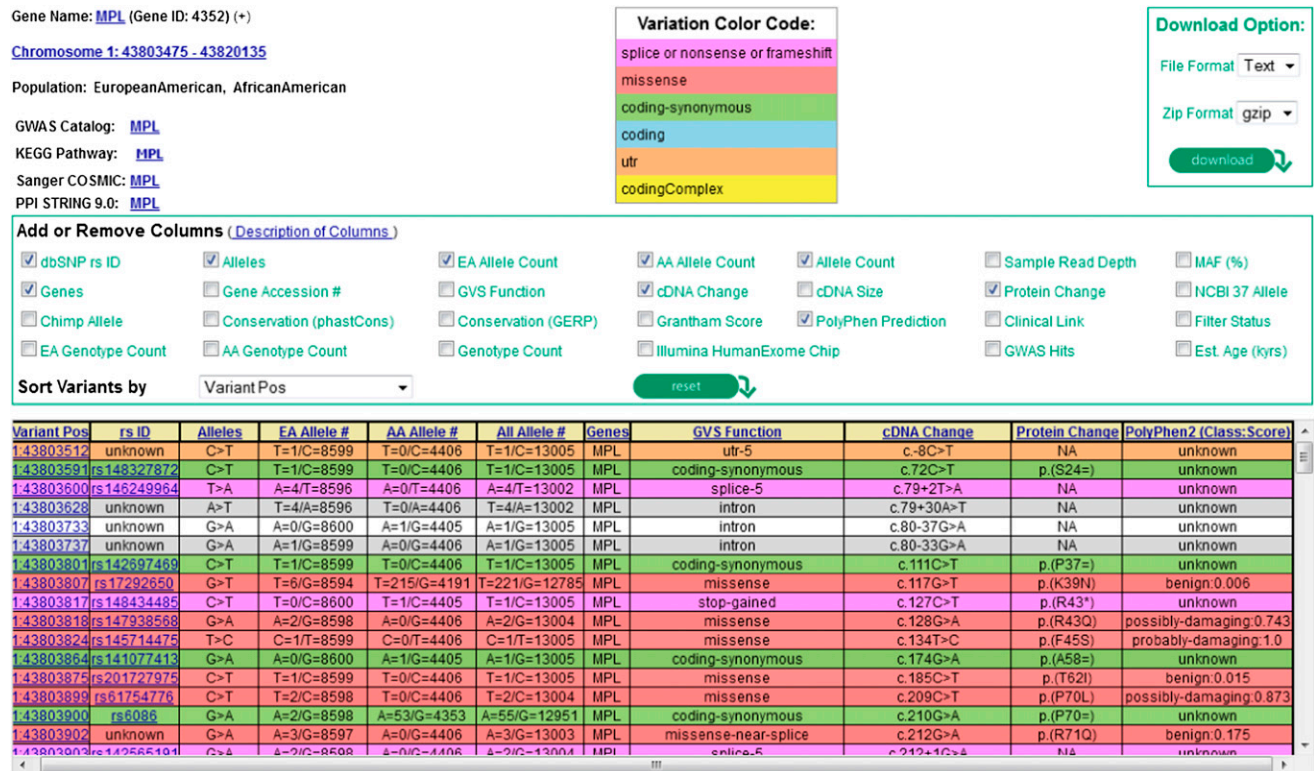 Gene Name: MPL (Gene ID: 4352) (+)
Chromosome 1: 43803475 - 43820135
Population: EuropeanAmerican, AfricanAmerican
GWAS Catalog: MPL
KEGG Pathway: MPL
Sanger COSMIC: MPL
PPI STRING 9.0: MPL
Variation Color Code:
splice or nonsense or frameshift
missense
coding-synonymous
coding
utr
codingComplex
Download Option:
File Format Text
Zip Format gzip
download
Add or Remove Columns ( Description of Columns )
dbSNP rs ID Alleles EA Allele Count AA Allele Count Allele Count Sample Read Depth MAF (%)
Genes Gene Accession # GVS Function cDNA Change cDNA Size Protein Change NCBI 37 Allele
Chimp Allele Conservation (phastCons) Conservation (GERP) Grantham Score PolyPhen Prediction Clinical Link Filter Status
EA Genotype Count AA Genotype Count Genotype Count Illumina HumanExome Chip GWAS Hits Est. Age (kyrs)
Sort Variants by Variant Pos reset
Variant Pos rs ID Alleles EA Allele # AA Allele # All Allele # Genes GVS Function cDNA Change Protein Change PolyPhen2 (Class:Score)
1:43803512 unknown C>T T=1/C=8599 T=0/C=4406 T=1/C=13005 MPL utr-5 c.-8C>T NA unknown
1:43803591 rs148327872 C>T T=1/C=8599 T=0/C=4406 T=1/C=13005 MPL coding-synonymous c.72C>T p.(S24=) unknown
1:43803600 rs146249964 T>A A=4/T=8596 A=0/T=4406 A=4/T=13002 MPL splice-5 c.79+2T>A NA unknown
1:43803628 unknown A>T T=4/A=8596 T=0/A=4406 T=4/A=13002 MPL intron c.79+30A>T NA unknown
1:43803733 unknown G>A A=0/G=8600 A=1/G=4405 A=1/G=13005 MPL intron c.80-37G>A NA unknown
1:43803737 unknown G>A A=1/G=8599 A=0/G=4406 A=1/G=13005 MPL intron c.80-33G>A NA unknown
1:43803801 rs142697469 C>T T=1/C=8599 T=0/C=4406 T=1/C=13005 MPL coding-synonymous c.111C>T p.(P37=) unknown
1:43803807 rs17292650 G>T T=6/G=8594 T=215/G=4191 T=221/G=12785 MPL missense c.117G>T p.(K39N) benign:0.006
1:43803817 rs148434485 C>T T=0/C=8600 T=1/C=4405 T=1/C=13005 MPL stop-gained c.127C>T p.(R43*) unknown
1:43803818 rs147938568 G>A A=2/G=8598 A=0/G=4406 A=2/G=13004 MPL missense c.128G>A p.(R43Q) possibly-damaging:0.743
1:43803824 rs145714475 T>C C=1/T=8599 C=0/T=4406 C=1/T=13005 MPL missense c.134T>C p.(F45S) probably-damaging:1.0
1:43803864 rs141077413 G>A A=0/G=8600 A=1/G=4405 A=1/G=13005 MPL coding-synonymous c.174G>A p.(A58=) unknown
1:43803875 rs201727975 C>T T=1/C=8599 T=0/C=4406 T=1/C=13005 MPL missense c.185C>T p.(T62I) benign:0.015
1:43803899 rs61754776 C>T T=2/C=8598 T=0/C=4406 T=2/C=13004 MPL missense c.209C>T p.(P70L) possibly-damaging:0.873
1:43803900 rs6086 G>A A=2/G=8598 A=53/G=4353 A=55/G=12951 MPL coding-synonymous c.210G>A p.(P70=) unknown
1:43803902 unknown G>A A=3/G=8597 A=0/G=4406 A=3/G=13003 MPL missense-near-splice c.212G>A p.(R71Q) benign:0.175
1:43803903 rs142565191 G>A A=2/G=8598 A=0/G=4406 A=2/G=13004 MPL splice-5 c.212+1G>A NA unknown